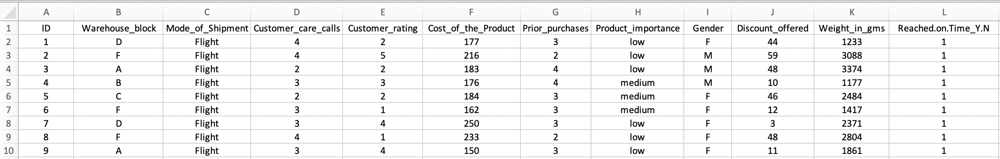 A B C D E F G H I J K L
1 ID Warehouse_block Mode_of_Shipment Customer_care_calls Customer_rating Cost_of_the_Product Prior_purchases Product_importance Gender Discount_offered Weight_in_gms Reached.on.Time_Y.N
2 1 D Flight 4 2 177 3 low F 44 1233 1
3 2 F Flight 4 5 216 2 low M 59 3088 1
4 3 A Flight 2 2 183 4 low M 48 3374 1
5 4 B Flight 3 3 176 4 medium M 10 1177 1
6 5 C Flight 2 2 184 3 medium F 46 2484 1
7 6 F Flight 3 1 162 3 medium F 12 1417 1
8 7 D Flight 3 4 250 3 low F 3 2371 1
9 8 F Flight 4 1 233 2 low F 48 2804 1
10 9 A Flight 3 4 150 3 low F 11 1861 1